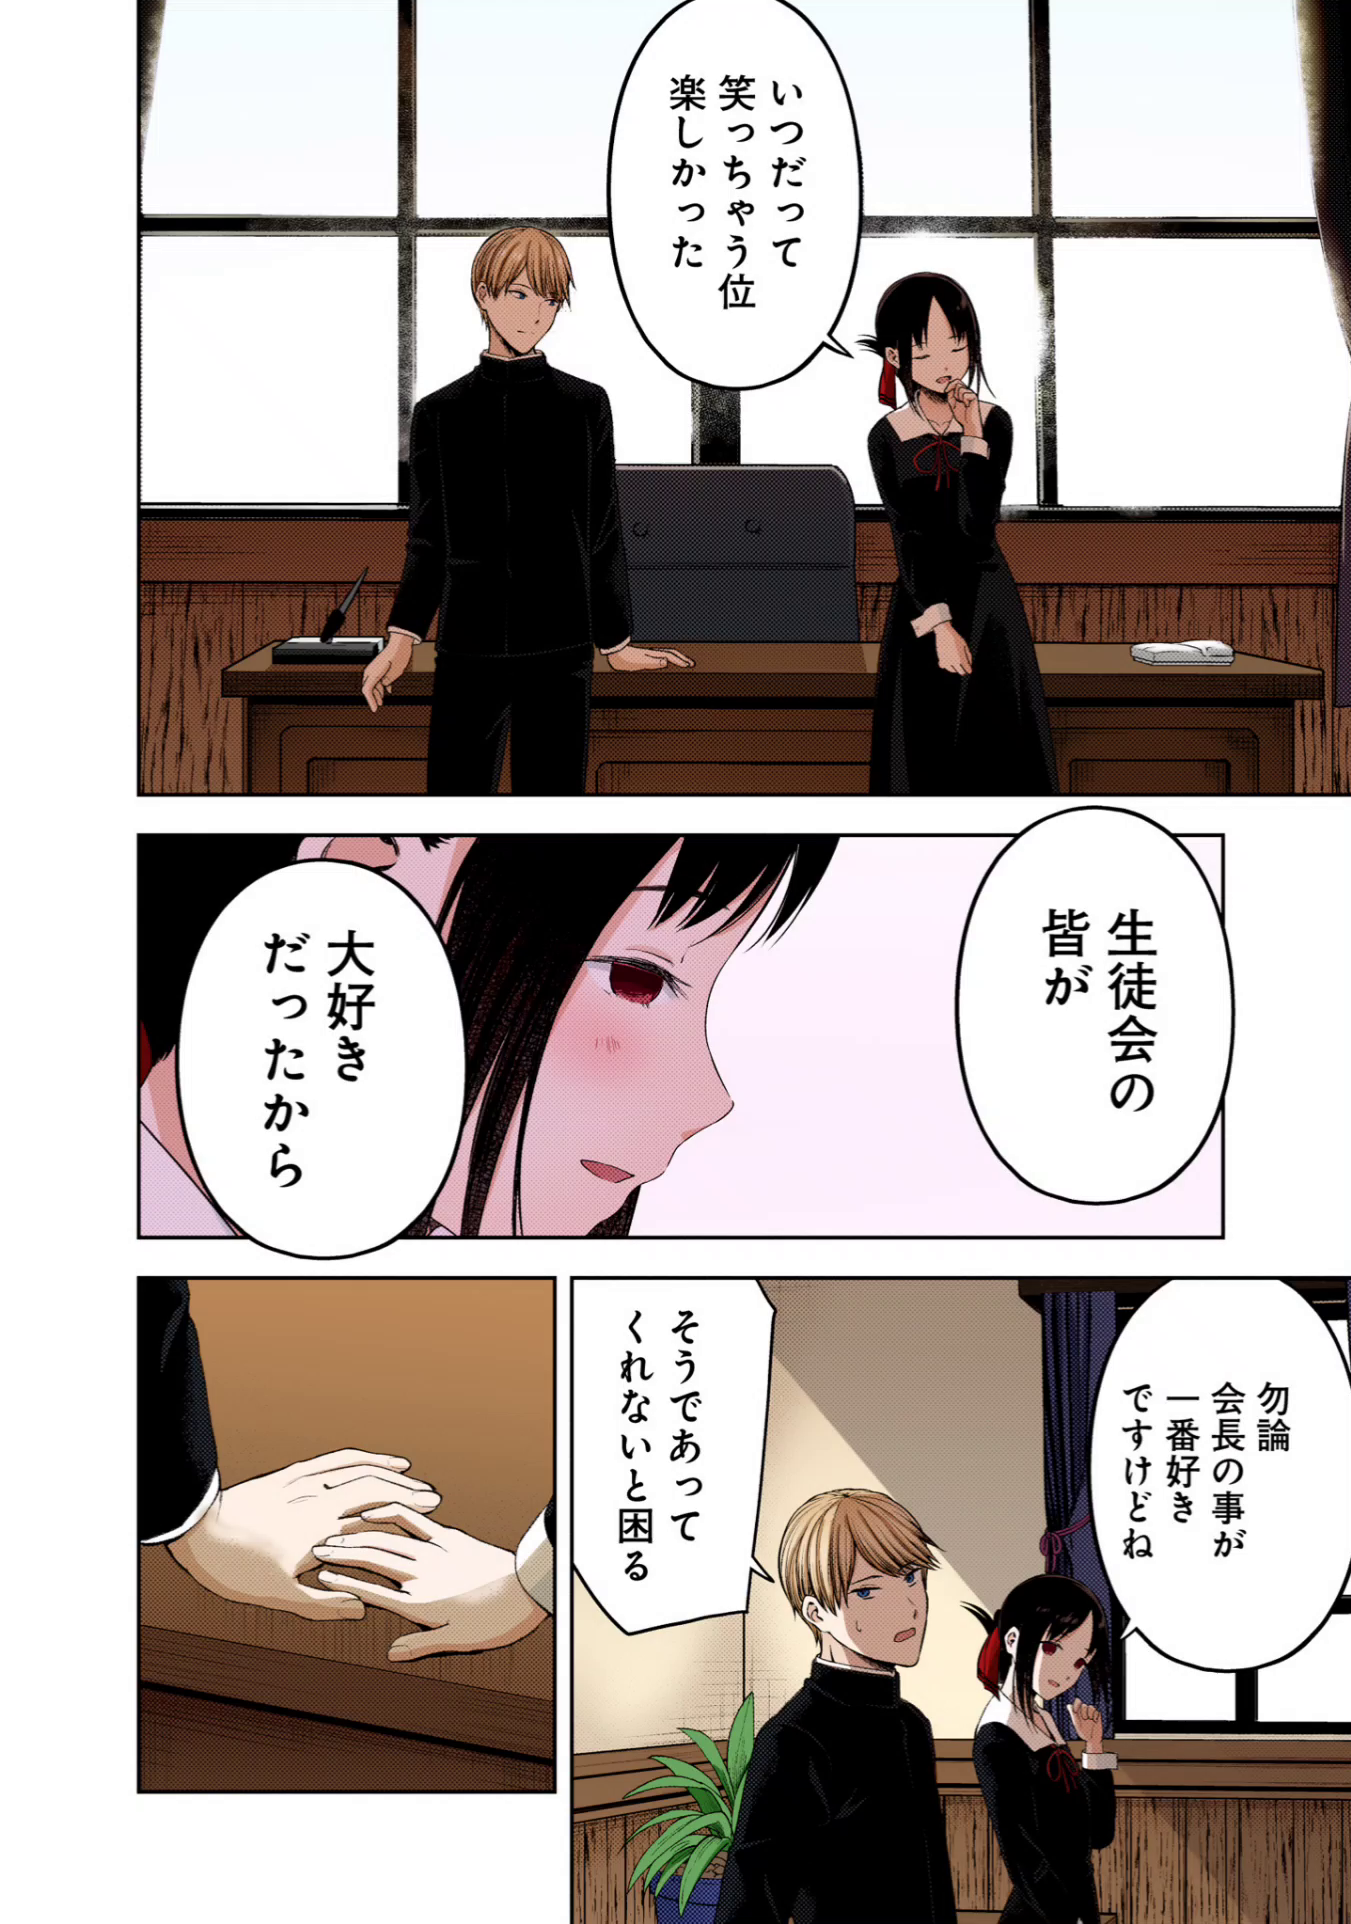 いつだって
笑っちゃう位
楽しかった
生徒会の
皆が
大好き
だったから
勿論
会長の事が
一番好き
ですけどね
そうであって
くれないと困る